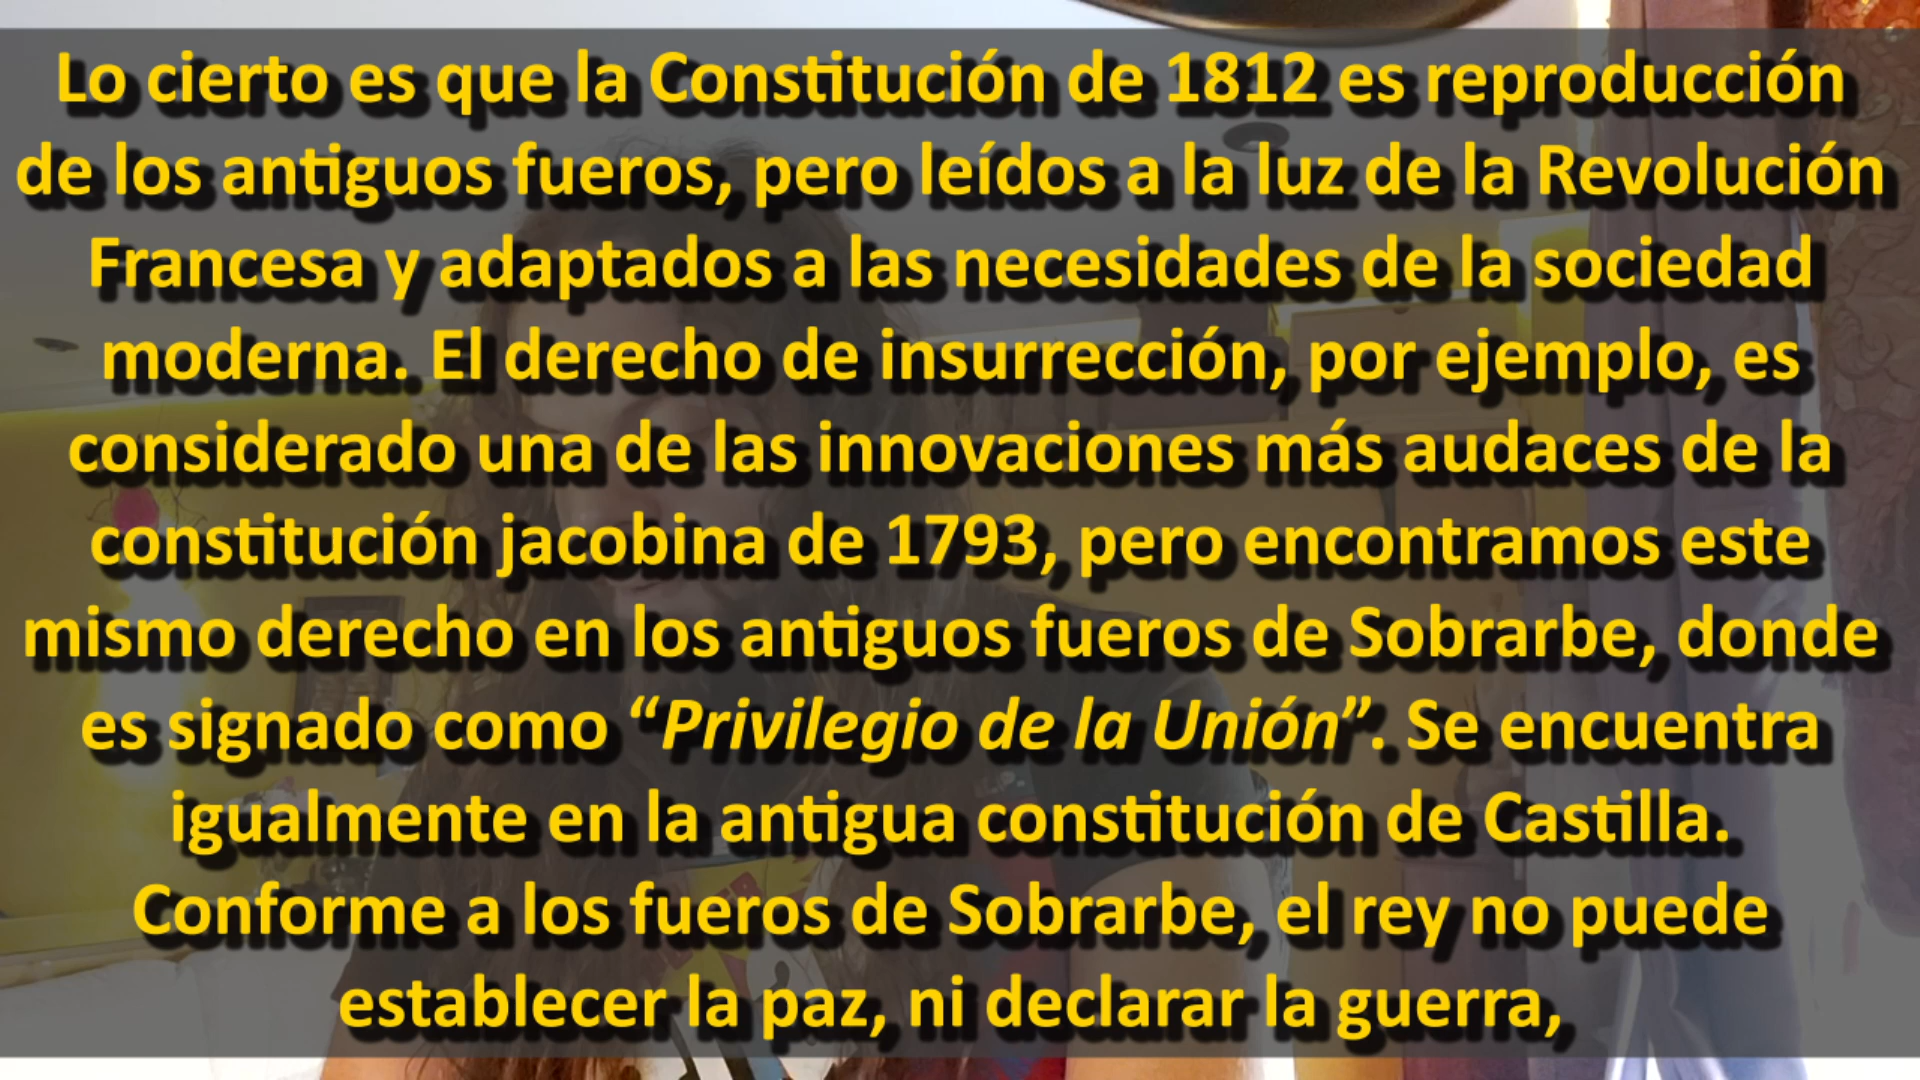 Lo cierto es que la Constitución de 1812 es reproducción
de los antiguos fueros, pero leídos a la luz de la Revolución
Francesa y adaptados a las necesidades de la sociedad
moderna. El derecho de insurrección, por ejemplo, es
considerado una de las innovaciones más audaces de la
constitución jacobina de 1793, pero encontramos este
mismo derecho en los antiguos fueros de Sobrarbe, donde
es signado como “Privilegio de la Unión”. Se encuentra
igualmente en la antigua constitución de Castilla.
Conforme a los fueros de Sobrarbe, el rey no puede
establecer la paz, ni declarar la guerra,